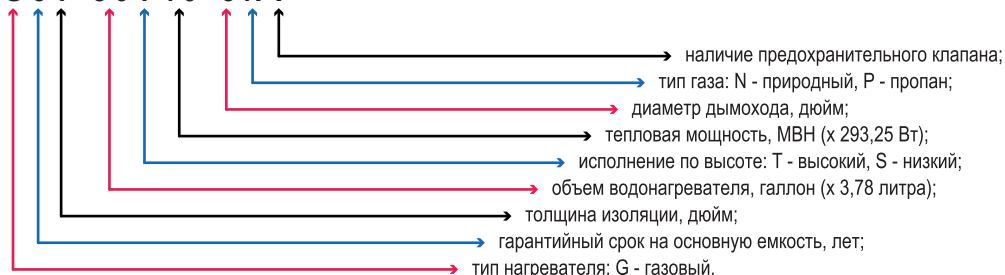 наличие предохранительного клапана;
тип газа: N - природный, P - пропан;
диаметр дымохода, дюйм;
тепловая мощность, МВН (х 293,25 Вт);
исполнение по высоте: Т - высокий, S - низкий;
объем водонагревателя, галлон (х 3,78 литра);
толщина изоляции, дюйм;
гарантийный срок на основную емкость, лет;
тип нагревателя: G - газовый.